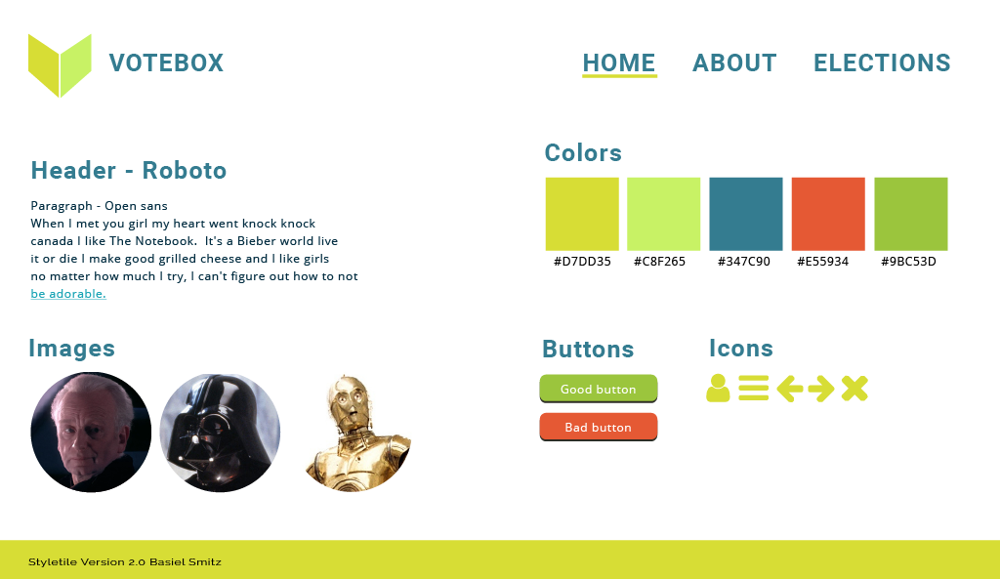 VOTEBOX
HOME ABOUT ELECTIONS
Header - Roboto
Paragraph - Open sans
When I met you girl my heart went knock knock
canada I like The Notebook. It's a Bieber world live
it or die I make good grilled cheese and I like girls
no matter how much I try, I can't figure out how to not
be adorable.
Colors
#D7DD35 #C8F265 #347C90 #E55934 #9BC53D
Images
Buttons
Good button
Bad button
Icons
Styletile Version 2.0 Basiel Smitz